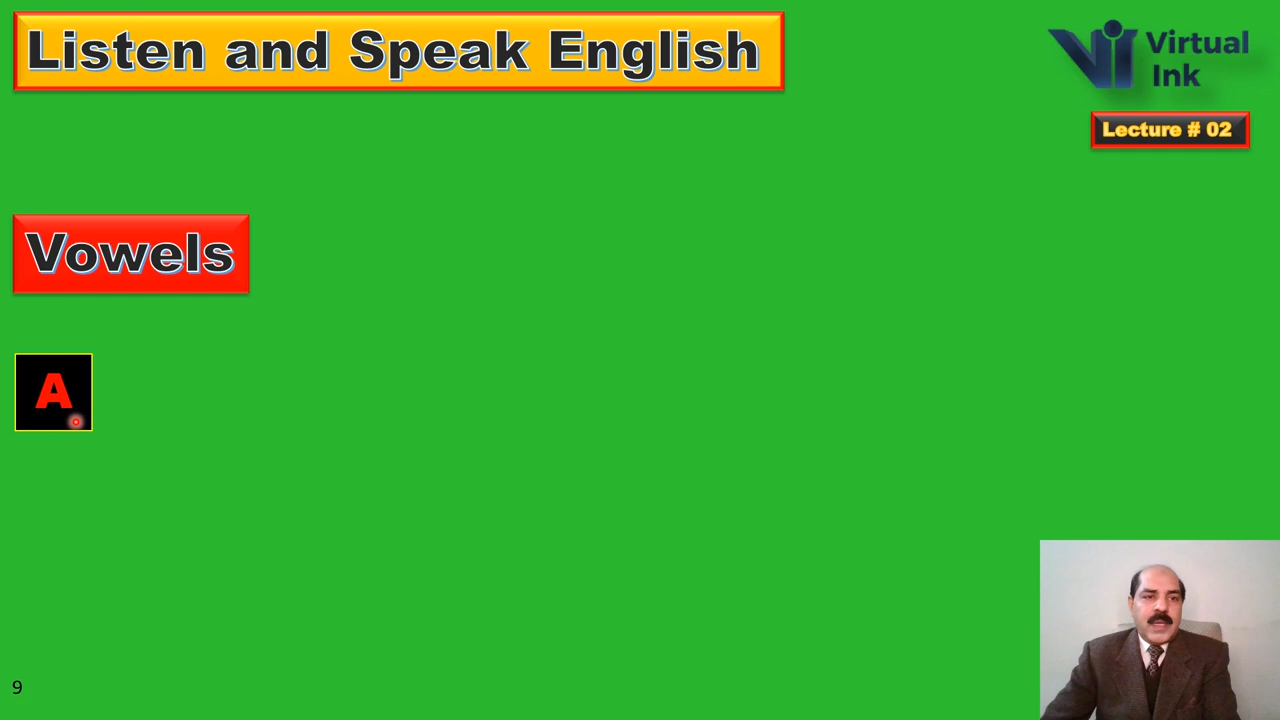 Listen and Speak English
Virtual
Ink
Lecture # 02
Vowels
A
9